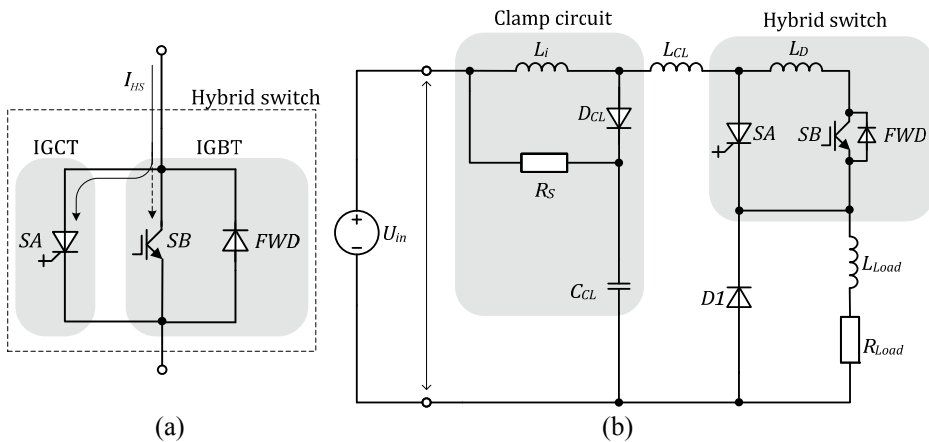 Clamp circuit
Hybrid switch
I_HS
Hybrid switch
IGCT
IGBT
SA
SB
FWD
(a)
L_i
L_CL
L_D
D_CL
SA
SB
FWD
R_S
+
−
U_in
C_CL
D1
L_Load
R_Load
(b)